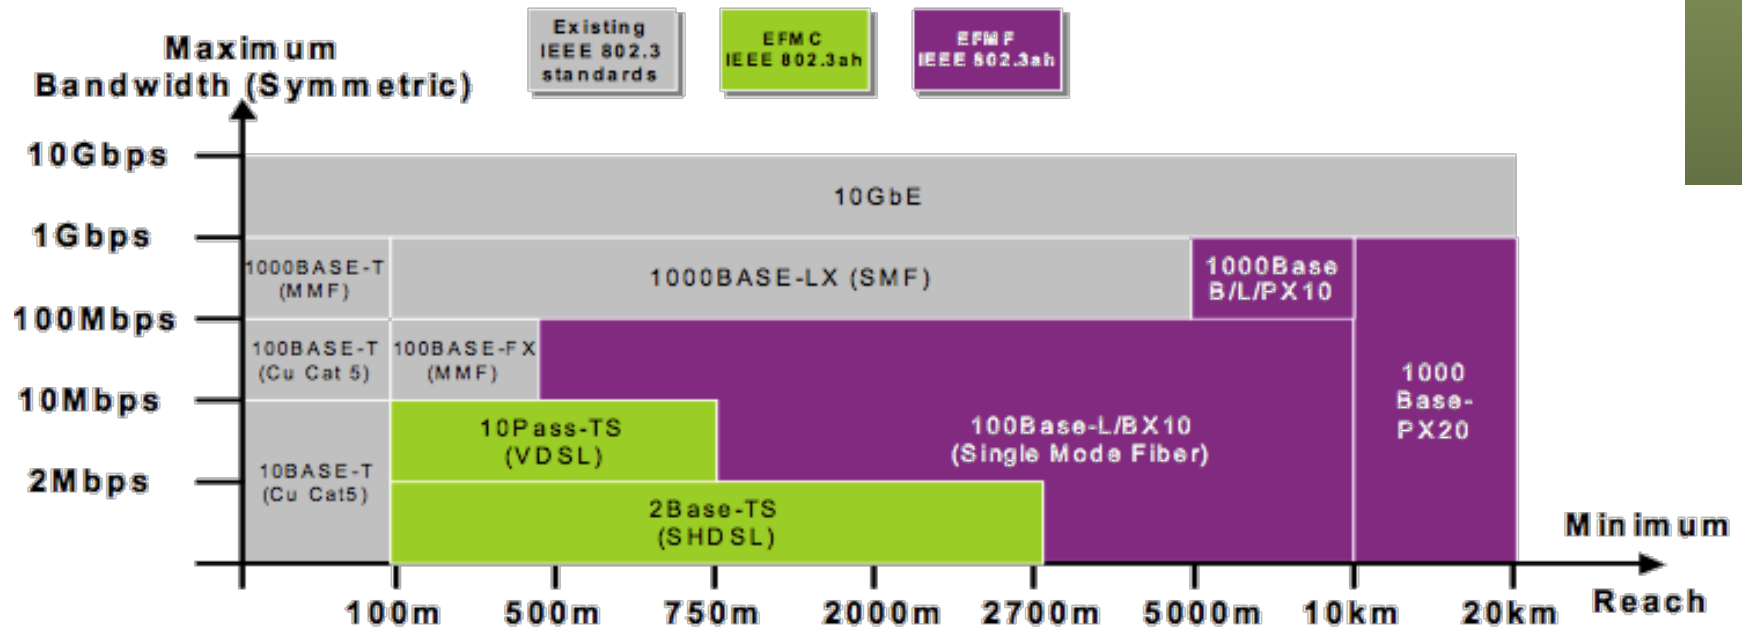 Existing
IEEE 802.3
standards
EFMC
IEEE 802.3ah
EFMF
IEEE 802.3ah
Maximum
Bandwidth (Symmetric)
10Gbps
10GbE
1Gbps
1000BASE-T
(MMF)
1000BASE-LX (SMF)
1000Base
B/L/PX10
100Mbps
100BASE-T
(Cu Cat 5)
100BASE-FX
(MMF)
10Mbps
10Pass-TS
(VDSL)
100Base-L/BX10
(Single Mode Fiber)
1000
Base-
PX20
10BASE-T
(Cu Cat5)
2Mbps
2Base-TS
(SHDSL)
Minimum
Reach
100m 500m 750m 2000m 2700m 5000m 10km 20km